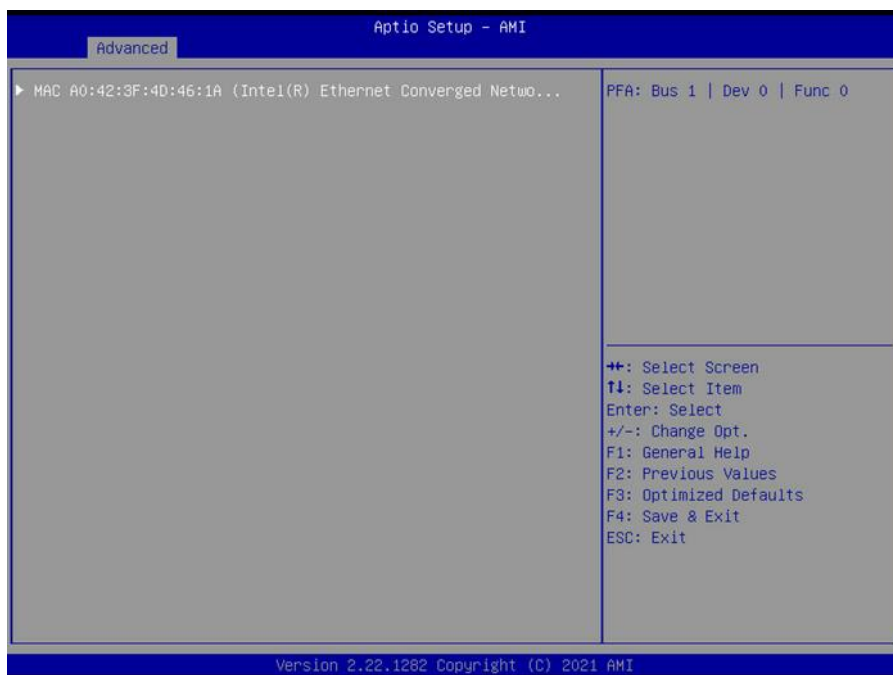 Aptio Setup – AMI
Advanced
▶ MAC A0:42:3F:4D:46:1A (Intel(R) Ethernet Converged Netwo...
PFA: Bus 1 | Dev 0 | Func 0
→←: Select Screen
↑↓: Select Item
Enter: Select
+/-: Change Opt.
F1: General Help
F2: Previous Values
F3: Optimized Defaults
F4: Save & Exit
ESC: Exit
Version 2.22.1282 Copyright (C) 2021 AMI